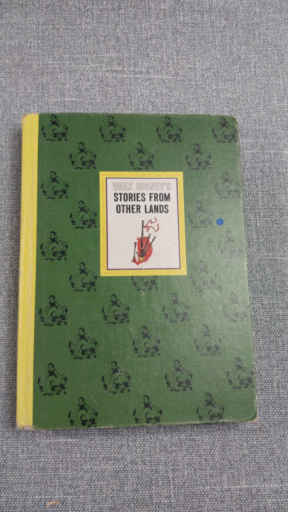 WALT DISNEY'S
STORIES FROM
OTHER LANDS